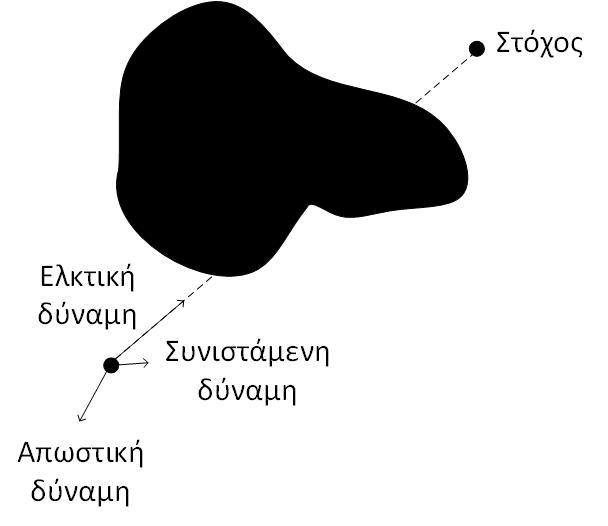 Στόχος
Ελκτική
δύναμη
Συνιστάμενη
δύναμη
Απωστική
δύναμη